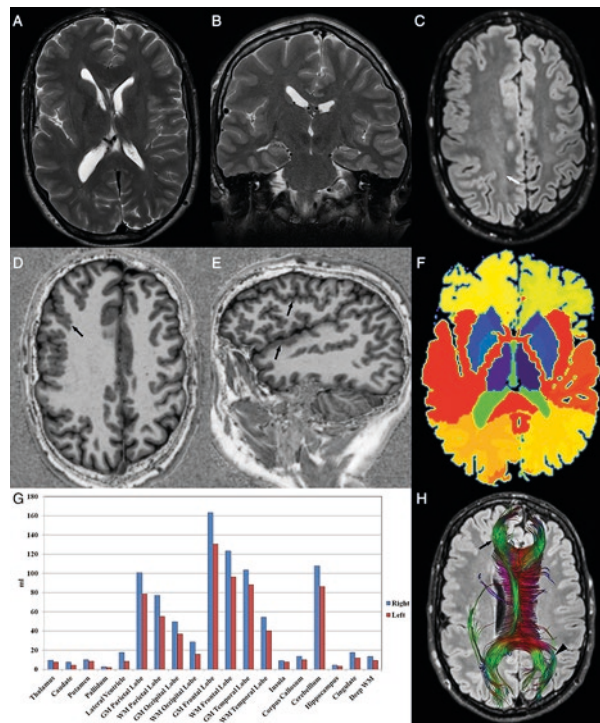 A
B
C
D
E
F
G
180
160
140
120
100
80
60
40
20
0
ml
Right
Left
Thalamus
Caudate
Putamen
Pallidum
Lateral Ventricle
GM Parietal Lobe
WM Parietal Lobe
GM Occipital Lobe
WM Occipital Lobe
GM Frontal Lobe
WM Frontal Lobe
GM Temporal Lobe
WM Temporal Lobe
Insula
Corpus Callosum
Cerebellum
Hippocampus
Cingulate
Deep WM
H